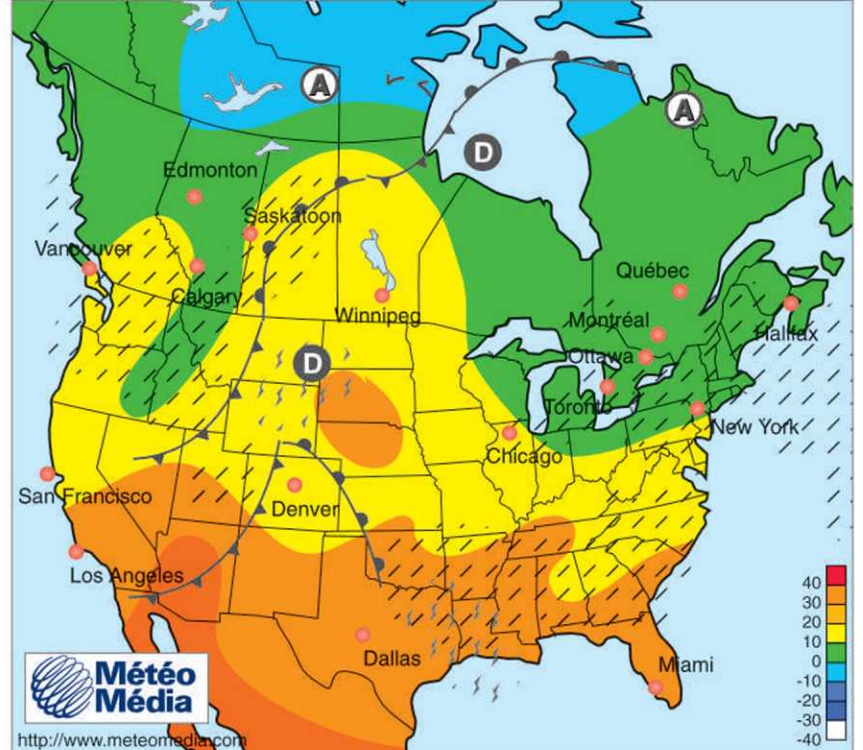 A
A
D
Edmonton
Saskatoon
Vancouver
Calgary
Winnipeg
Québec
Montréal
Halifax
Ottawa
D
Toronto
New York
Chicago
San Francisco
Denver
Los Angeles
Dallas
Miami
40
30
20
10
0
-10
-20
-30
-40
Météo
Média
http://www.meteomedia.com